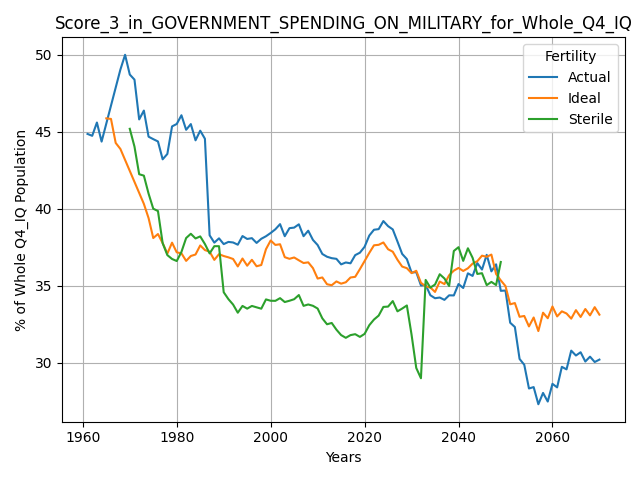 Score_3_in_GOVERNMENT_SPENDING_ON_MILITARY_for_Whole_Q4_IQ
Fertility
Actual
Ideal
Sterile
% of Whole Q4_IQ Population
50
45
40
35
30
1960
1980
2000
2020
2040
2060
Years